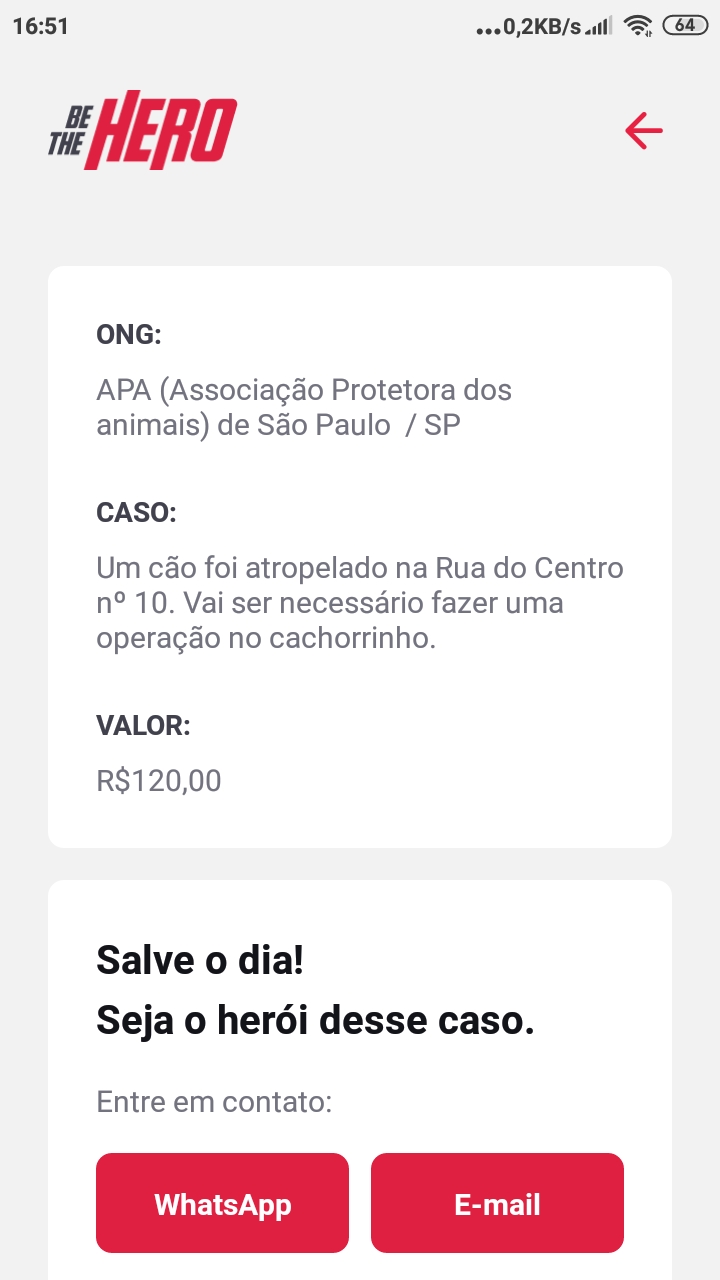 16:51
...0,2KB/s
64
BE
THE HERO
ONG:
APA (Associação Protetora dos
animais) de São Paulo  / SP
CASO:
Um cão foi atropelado na Rua do Centro
nº 10. Vai ser necessário fazer uma
operação no cachorrinho.
VALOR:
R$120,00
Salve o dia!
Seja o herói desse caso.
Entre em contato:
WhatsApp
E-mail